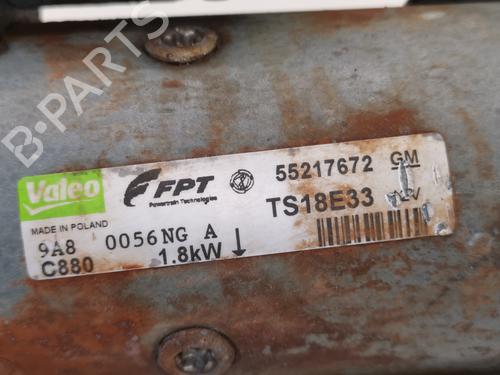 B-PARTS
Valeo
FPT
Powertrain Technologies
55217672 GM
MADE IN POLAND
TS18E33
9A8 0056NG A
C880 1.8kW ↓